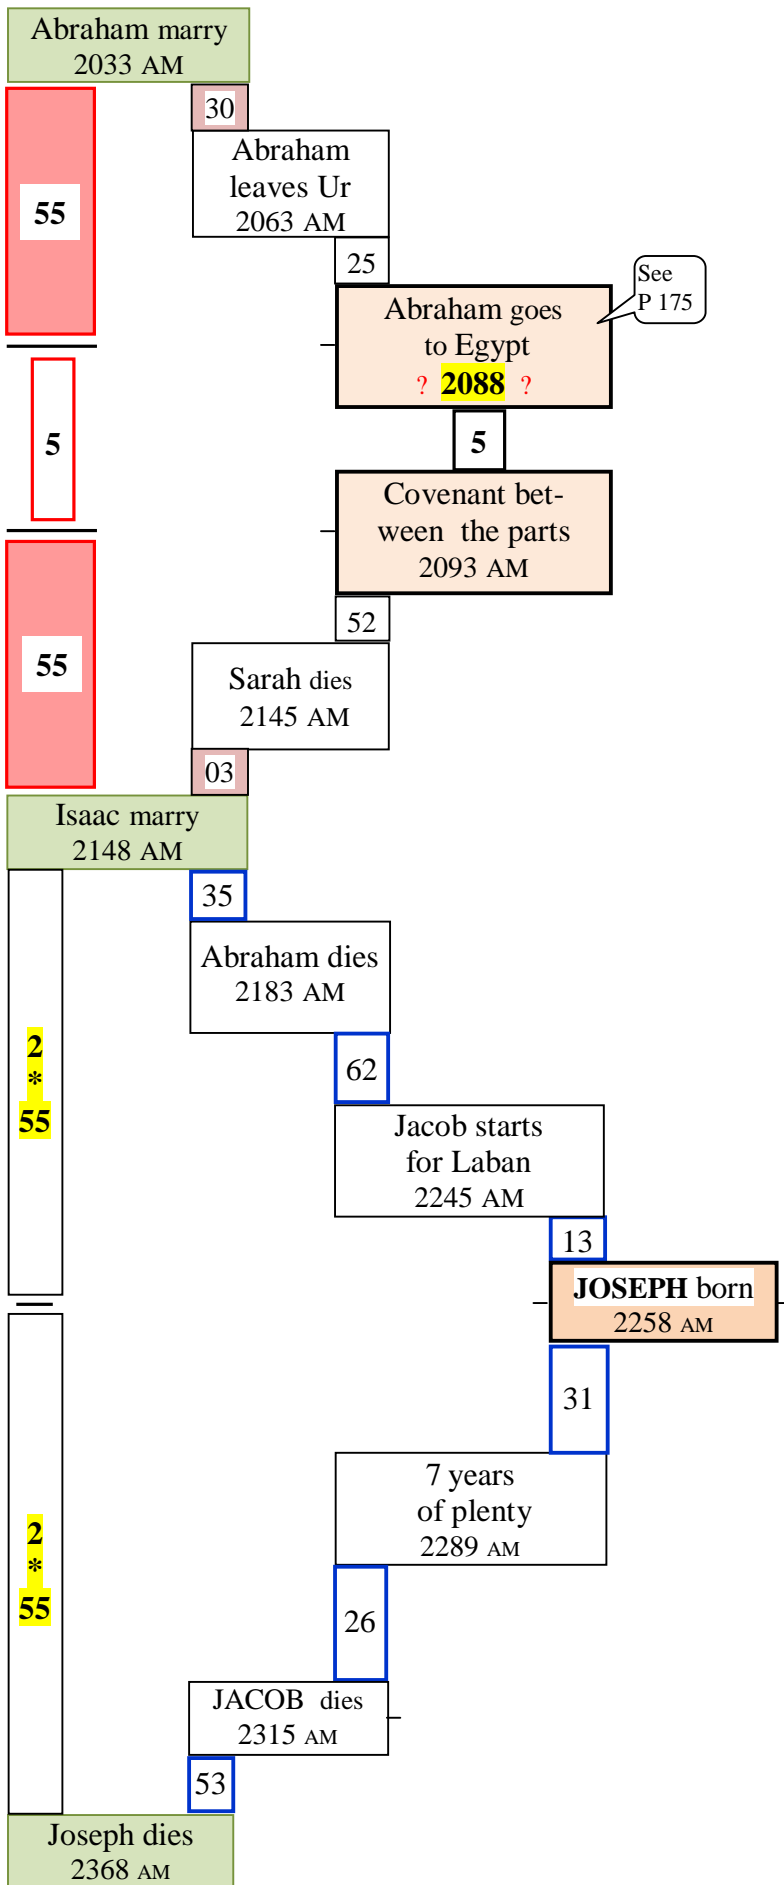 Abraham marry
2033 AM
30
Abraham
leaves Ur
2063 AM
55
25
See
P 175
Abraham goes
to Egypt
? 2088 ?
5
5
Covenant bet-
ween the parts
2093 AM
52
55
Sarah dies
2145 AM
03
Isaac marry
2148 AM
35
Abraham dies
2183 AM
2
*
55
62
Jacob starts
for Laban
2245 AM
13
JOSEPH born
2258 AM
31
7 years
of plenty
2289 AM
2
*
55
26
JACOB dies
2315 AM
53
Joseph dies
2368 AM